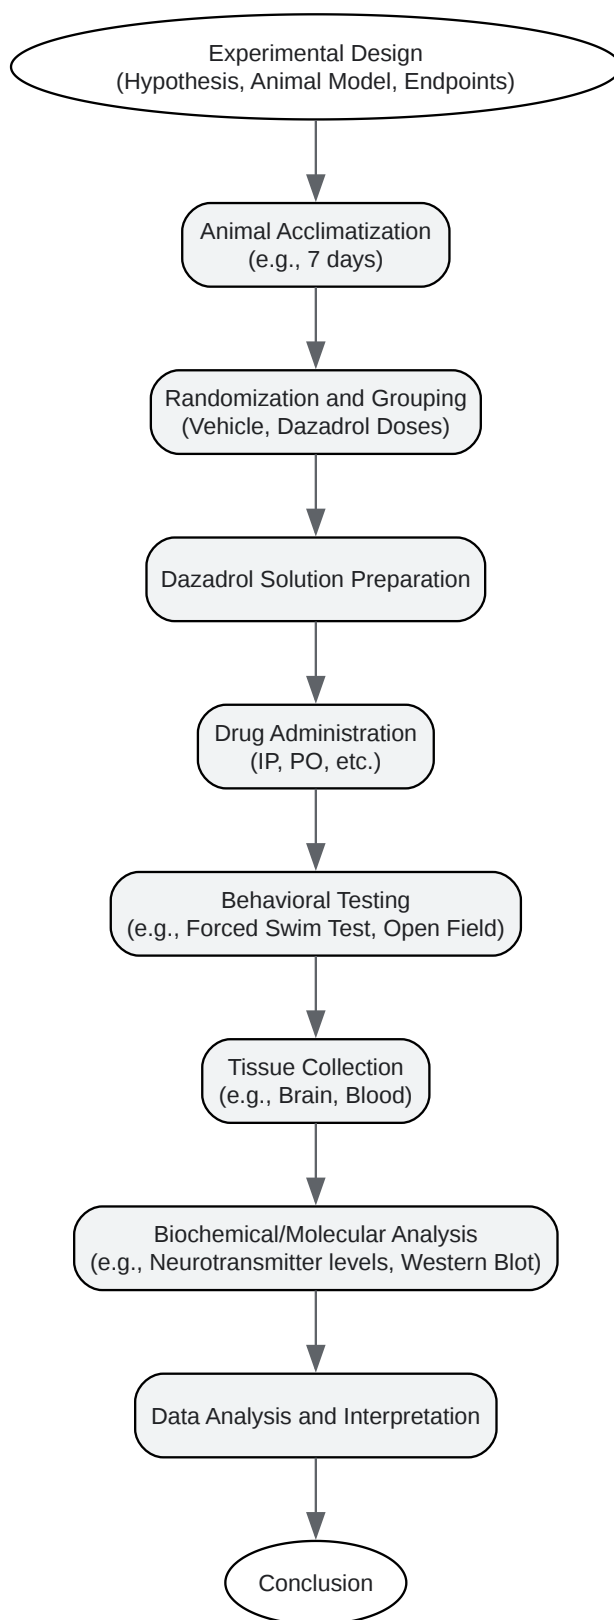 Experimental Design
(Hypothesis, Animal Model, Endpoints)
Animal Acclimatization
(e.g., 7 days)
Randomization and Grouping
(Vehicle, Dazadrol Doses)
Dazadrol Solution Preparation
Drug Administration
(IP, PO, etc.)
Behavioral Testing
(e.g., Forced Swim Test, Open Field)
Tissue Collection
(e.g., Brain, Blood)
Biochemical/Molecular Analysis
(e.g., Neurotransmitter levels, Western Blot)
Data Analysis and Interpretation
Conclusion